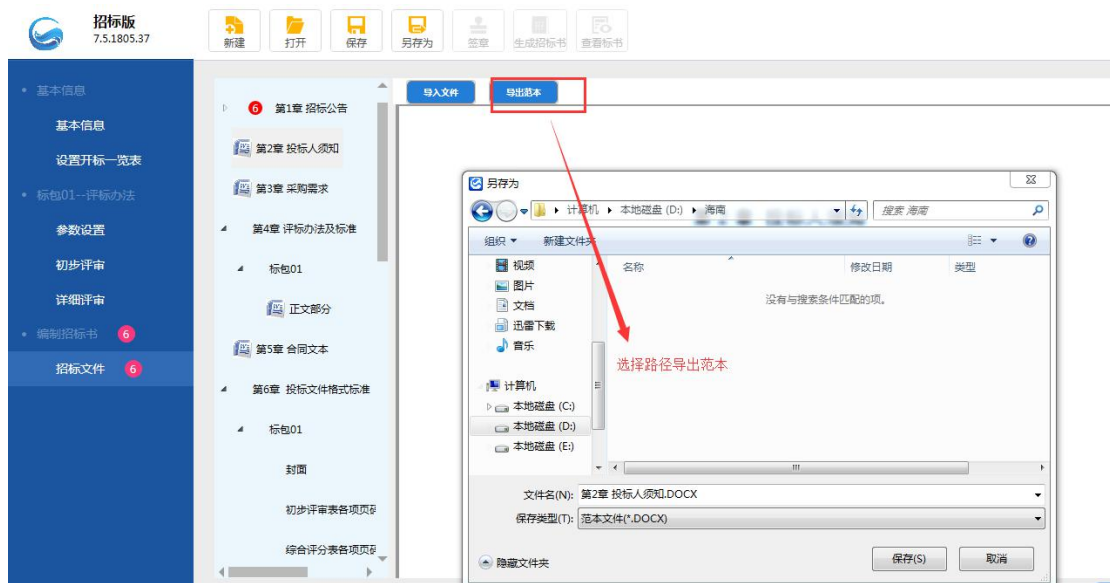 招标版
7.5.1805.37
新建
打开
保存
另存为
签章
生成招标书
查看标书
基本信息
基本信息
设置开标一览表
标包01--评标办法
参数设置
初步评审
详细评审
编制招标书 6
招标文件 6
6 第1章 招标公告
第2章 投标人须知
第3章 采购需求
第4章 评标办法及标准
标包01
正文部分
第5章 合同文本
第6章 投标文件格式标准
标包01
封面
初步评审表各项页码
综合评分表各项页码
导入文件
导出范本
另存为
计算机 本地磁盘 (D:) 海南
搜索 海南
组织
新建文件夹
名称
修改日期
类型
没有与搜索条件匹配的项。
视频
图片
文档
迅雷下载
音乐
计算机
本地磁盘 (C:)
本地磁盘 (D:)
本地磁盘 (E:)
选择路径导出范本
文件名(N): 第2章 投标人须知.DOCX
保存类型(T): 范本文件(*.DOCX)
隐藏文件夹
保存(S)
取消